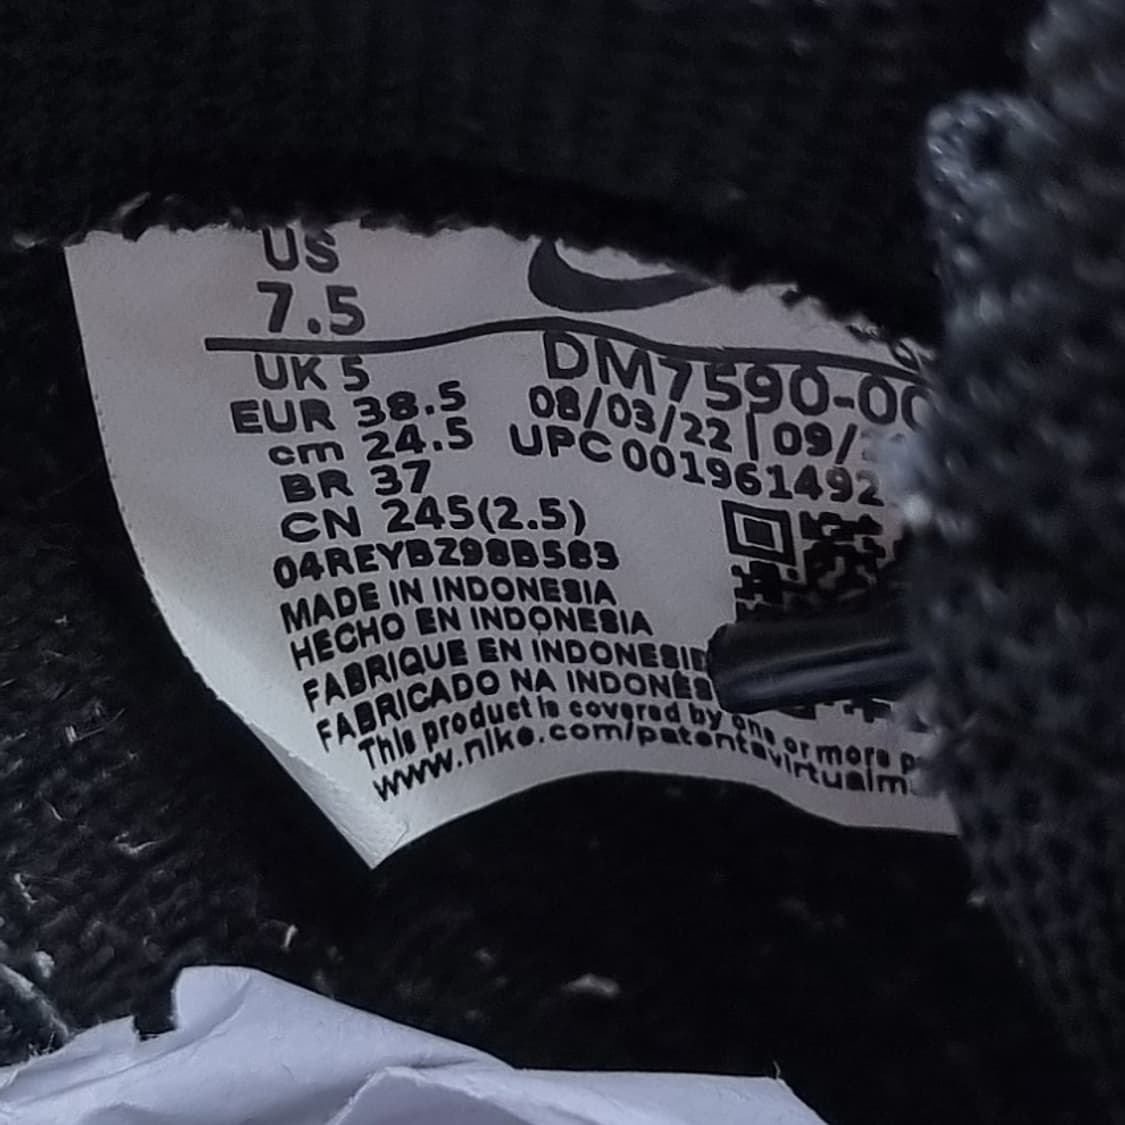 US
7.5
UK 5
EUR 38.5
cm 24.5
BR 37
CN 245(2.5)
04REYBZ98B583
MADE IN INDONESIA
HECHO EN INDONESIA
FABRIQUE EN INDONESIE
FABRICADO NA INDONÉS
This product is covered by one or more p
www.nike.com/patentsvirtualm
DM7590-00
08/03/22 | 09/
UPC 001961492